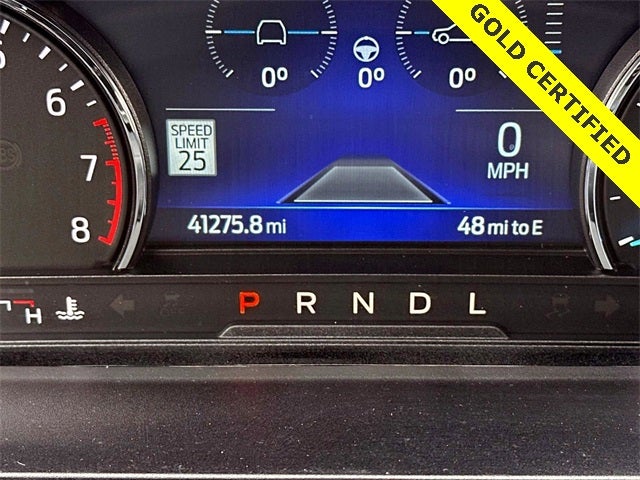 GOLD CERTIFIED
0°
0°
0°
6
7
8
SPEED
LIMIT
25
0
MPH
41275.8 mi
48 mi to E
H
P R N D L